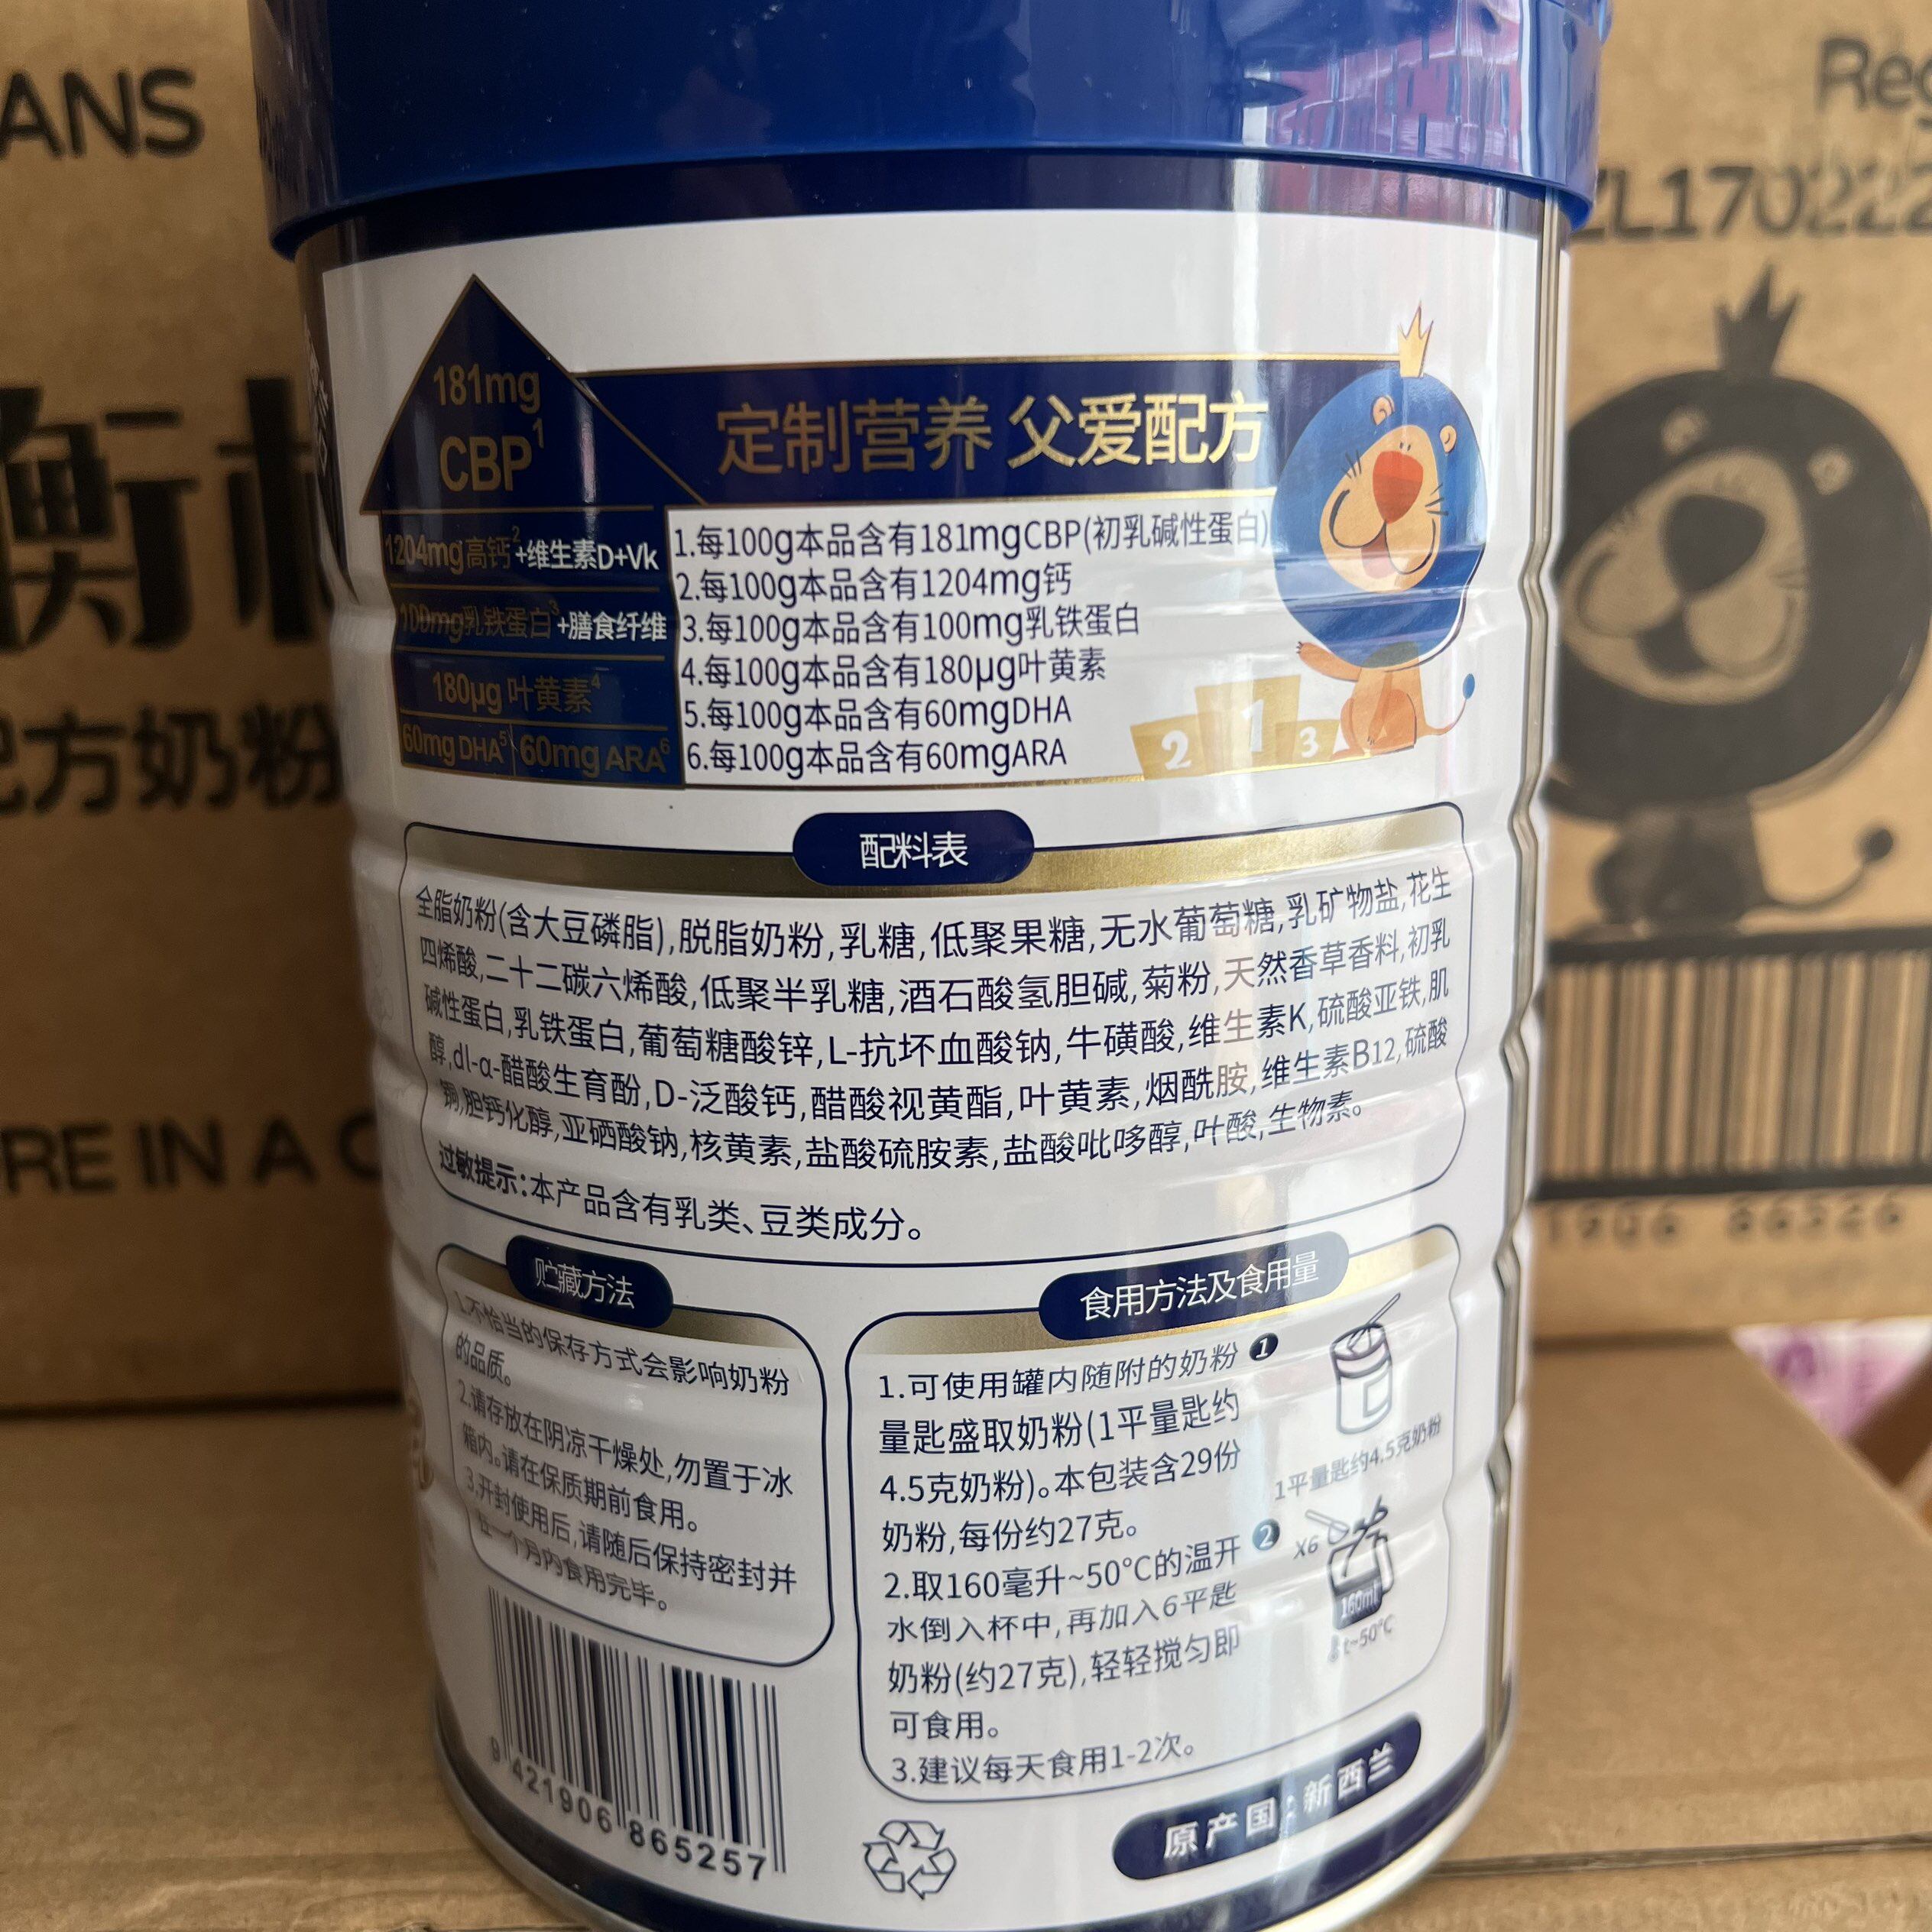 ANS
Reg
ZL170222
衡
配方奶粉
RE IN A C
181mg
CBP¹
1204mg高钙²+维生素D+Vk
100mg乳铁蛋白³+膳食纤维
180μg 叶黄素⁴
60mg DHA⁵ 60mg ARA⁶
定制营养 父爱配方
1.每100g本品含有181mgCBP(初乳碱性蛋白)
2.每100g本品含有1204mg钙
3.每100g本品含有100mg乳铁蛋白
4.每100g本品含有180μg叶黄素
5.每100g本品含有60mgDHA
6.每100g本品含有60mgARA
2 1 3
配料表
全脂奶粉(含大豆磷脂),脱脂奶粉,乳糖,低聚果糖,无水葡萄糖,乳矿物盐,花生
四烯酸,二十二碳六烯酸,低聚半乳糖,酒石酸氢胆碱,菊粉,天然香草香料,初乳
碱性蛋白,乳铁蛋白,葡萄糖酸锌,L-抗坏血酸钠,牛磺酸,维生素K,硫酸亚铁,肌
醇,dl-α-醋酸生育酚,D-泛酸钙,醋酸视黄酯,叶黄素,烟酰胺,维生素B12,硫酸
铜,胆钙化醇,亚硒酸钠,核黄素,盐酸硫胺素,盐酸吡哆醇,叶酸,生物素。
过敏提示:本产品含有乳类、豆类成分。
贮藏方法
1.不恰当的保存方式会影响奶粉
的品质。
2.请存放在阴凉干燥处,勿置于冰
箱内。请在保质期前食用。
3.开封使用后,请随后保持密封并
在一个月内食用完毕。
9 421906 865257
食用方法及食用量
1.可使用罐内随附的奶粉
量匙盛取奶粉(1平量匙约
4.5克奶粉)。本包装含29份
奶粉,每份约27克。
2.取160毫升~50°C的温开
水倒入杯中,再加入6平匙
奶粉(约27克),轻轻搅匀即
可食用。
3.建议每天食用1-2次。
1
1平量匙约4.5克奶粉
2
X6
160ml
t~50°C
原产国:新西兰